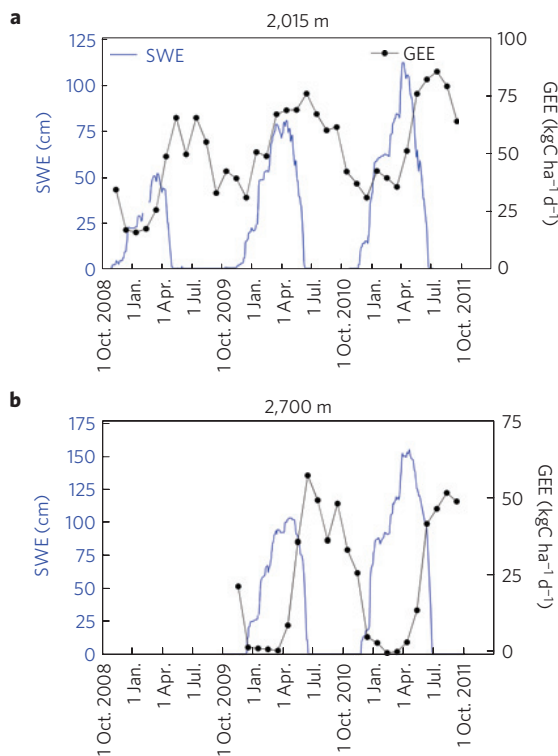 a
2,015 m
SWE
GEE
125
100
75
50
25
0
SWE (cm)
100
75
50
25
0
GEE (kgC ha⁻¹ d⁻¹)
1 Oct. 2008
1 Jan.
1 Apr.
1 Jul.
1 Oct. 2009
1 Jan.
1 Apr.
1 Jul.
1 Oct. 2010
1 Jan.
1 Apr.
1 Jul.
1 Oct. 2011
b
2,700 m
175
150
125
100
75
50
25
0
SWE (cm)
75
50
25
0
GEE (kgC ha⁻¹ d⁻¹)
1 Oct. 2008
1 Jan.
1 Apr.
1 Jul.
1 Oct. 2009
1 Jan.
1 Apr.
1 Jul.
1 Oct. 2010
1 Jan.
1 Apr.
1 Jul.
1 Oct. 2011